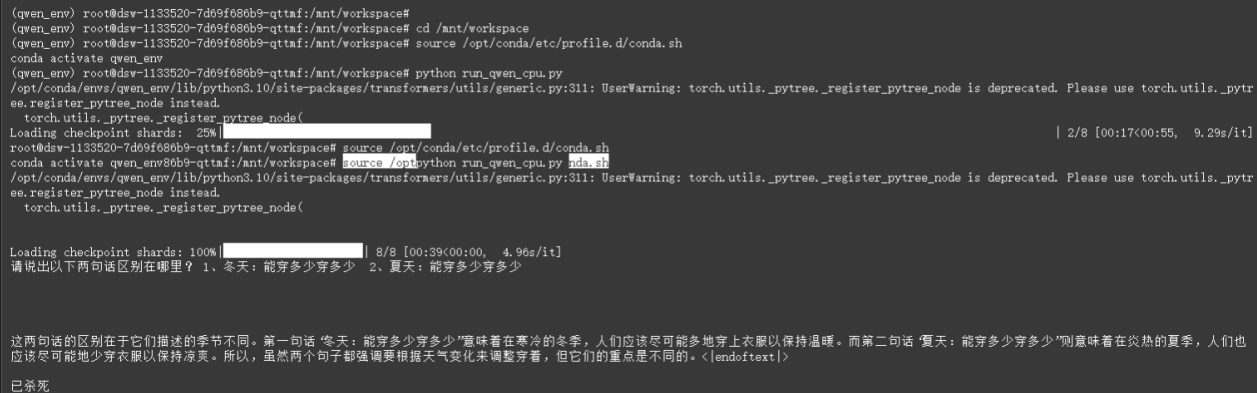 (qwen_env) root@dsw-1133520-7d69f686b9-qttmf:/mnt/workspace#
(qwen_env) root@dsw-1133520-7d69f686b9-qttmf:/mnt/workspace# cd /mnt/workspace
(qwen_env) root@dsw-1133520-7d69f686b9-qttmf:/mnt/workspace# source /opt/conda/etc/profile.d/conda.sh
conda activate qwen_env
(qwen_env) root@dsw-1133520-7d69f686b9-qttmf:/mnt/workspace# python run_qwen_cpu.py
/opt/conda/envs/qwen_env/lib/python3.10/site-packages/transformers/utils/generic.py:311: UserWarning: torch.utils._pytree._register_pytree_node is deprecated. Please use torch.utils._pytr
ee.register_pytree_node instead.
torch.utils._pytree._register_pytree_node(
Loading checkpoint shards: 25%| | 2/8 [00:17<00:55, 9.29s/it]
root@dsw-1133520-7d69f686b9-qttmf:/mnt/workspace# source /opt/conda/etc/profile.d/conda.sh
conda activate qwen_env86b9-qttmf:/mnt/workspace# source /optpython run_qwen_cpu.py nda.sh
/opt/conda/envs/qwen_env/lib/python3.10/site-packages/transformers/utils/generic.py:311: UserWarning: torch.utils._pytree._register_pytree_node is deprecated. Please use torch.utils._pytr
ee.register_pytree_node instead.
torch.utils._pytree._register_pytree_node(
Loading checkpoint shards: 100%| | 8/8 [00:39<00:00, 4.96s/it]
请说出以下两句话区别在哪里? 1、冬天:能穿多少穿多少 2、夏天:能穿多少穿多少
这两句话的区别在于它们描述的季节不同。第一句话“冬天:能穿多少穿多少”意味着在寒冷的冬季,人们应该尽可能多地穿上衣服以保持温暖。而第二句话“夏天:能穿多少穿多少”则意味着在炎热的夏季,人们也
应该尽可能地少穿衣服以保持凉爽。所以,虽然两个句子都强调要根据天气变化来调整穿着,但它们的重点是不同的。<|endoftext|>
已杀死